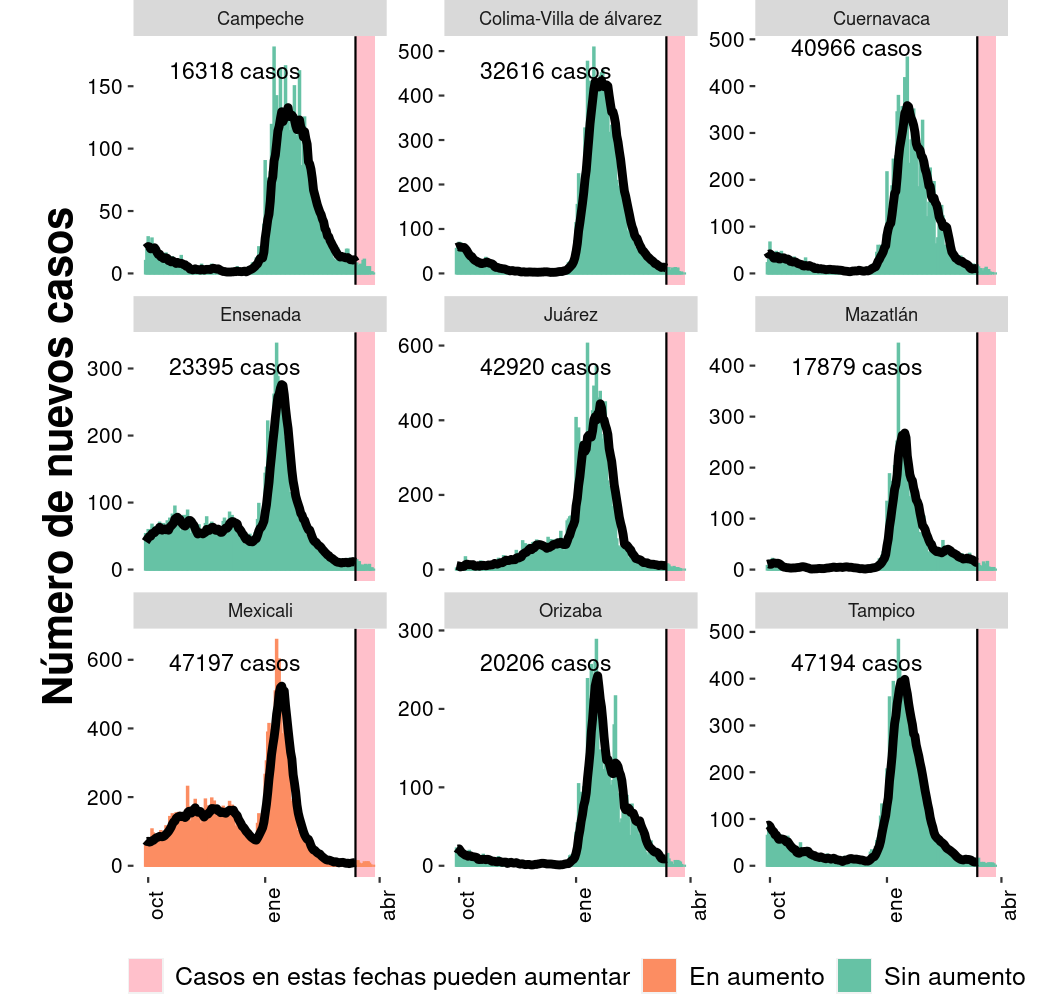 Número de nuevos casos
Campeche
16318 casos
150
100
50
0
Colima-Villa de álvarez
32616 casos
500
400
300
200
100
0
Cuernavaca
40966 casos
500
400
300
200
100
0
Ensenada
23395 casos
300
200
100
0
Juárez
42920 casos
600
400
200
0
Mazatlán
17879 casos
400
300
200
100
0
Mexicali
47197 casos
600
400
200
0
oct ene abr
Orizaba
20206 casos
300
200
100
0
oct ene abr
Tampico
47194 casos
500
400
300
200
100
0
oct ene abr
Casos en estas fechas pueden aumentar En aumento Sin aumento